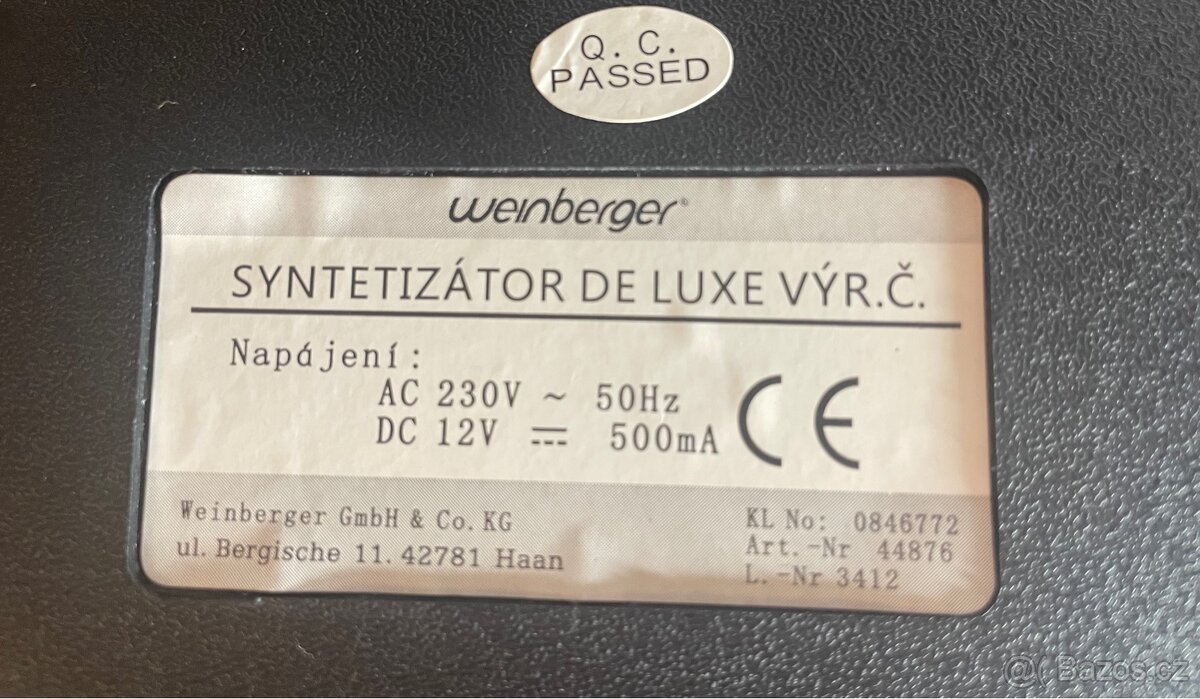 Q. C.
PASSED
weinberger®
SYNTETIZÁTOR DE LUXE VÝR.Č.
Napájení:
AC 230V ~ 50Hz
DC 12V ⎓ 500mA
CE
Weinberger GmbH & Co. KG
ul. Bergische 11. 42781 Haan
KL No: 0846772
Art.-Nr 44876
L.-Nr 3412
@( Bazos.cz